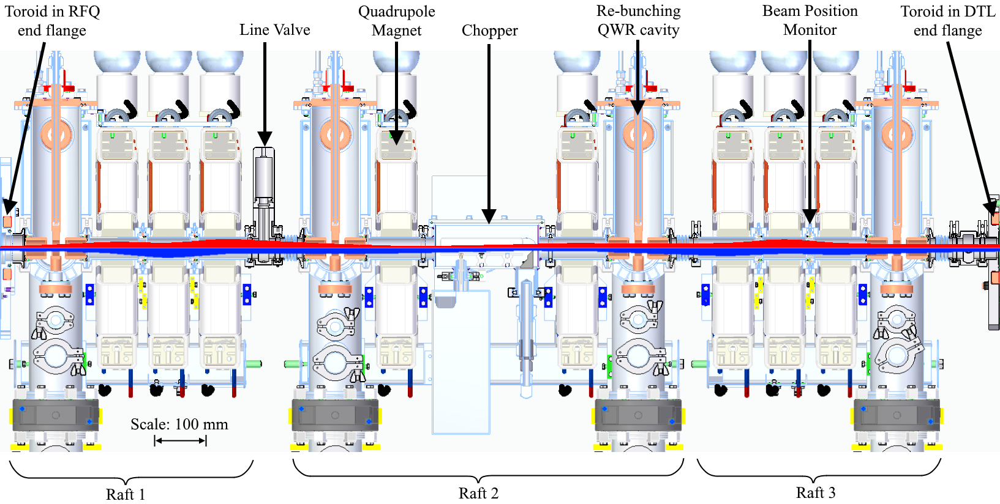 Toroid in RFQ
end flange
Line Valve
Quadrupole
Magnet
Chopper
Re-bunching
QWR cavity
Beam Position
Monitor
Toroid in DTL
end flange
Scale: 100 mm
Raft 1
Raft 2
Raft 3